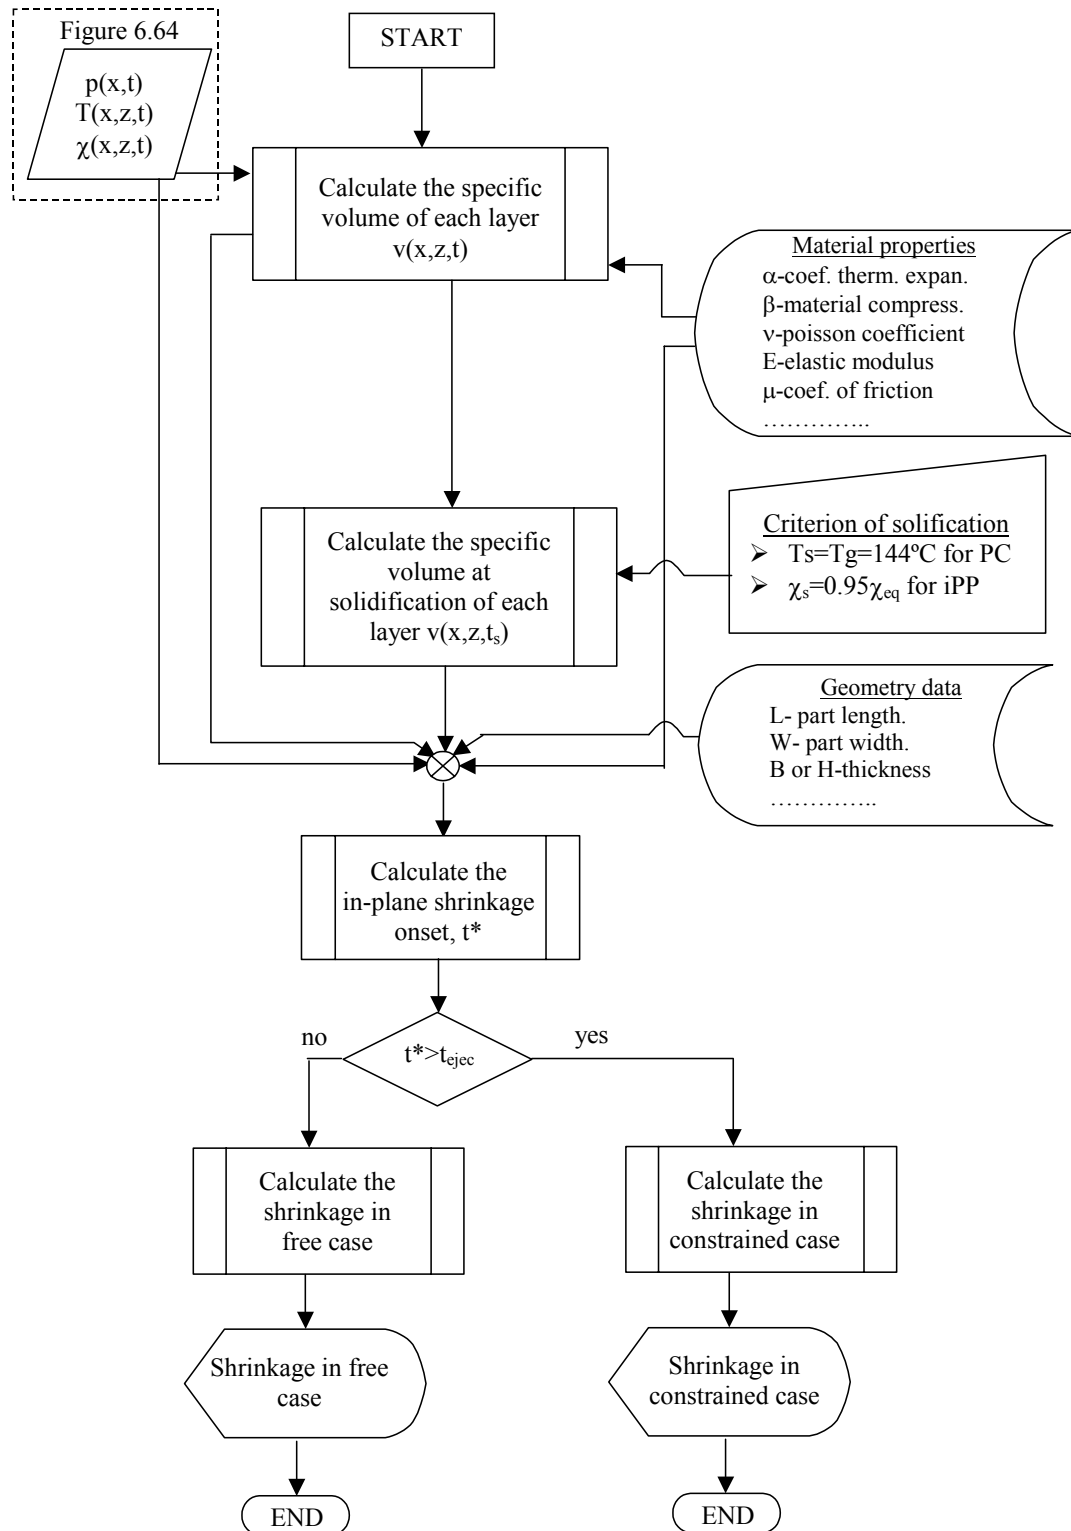 Figure 6.64
p(x,t)
T(x,z,t)
χ(x,z,t)
START
Calculate the specific
volume of each layer
v(x,z,t)
Material properties
α-coef. therm. expan.
β-material compress.
ν-poisson coefficient
E-elastic modulus
μ-coef. of friction
…………..
Calculate the specific
volume at
solidification of each
layer v(x,z,tₛ)
Criterion of solification
➢ Ts=Tg=144ºC for PC
➢ χₛ=0.95χeq for iPP
Geometry data
L- part length.
W- part width.
B or H-thickness
…………..
Calculate the
in-plane shrinkage
onset, t*
no
t*>tejec
yes
Calculate the
shrinkage in
free case
Calculate the
shrinkage in
constrained case
Shrinkage in free
case
Shrinkage in
constrained case
END
END